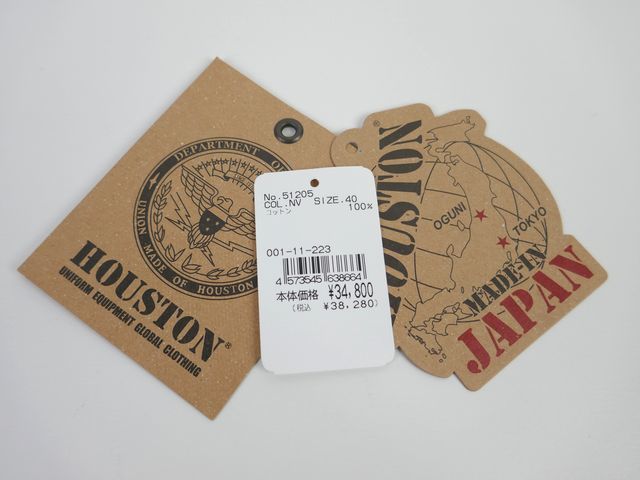 DEPARTMENT OF
UNION MADE OF HOUSTON
HOUSTON®
UNIFORM EQUIPMENT GLOBAL CLOTHING
No.51205
COL.NV SIZE.40
コットン 100%
001-11-223
4 573545 638664
本体価格 ¥34,800
(税込 ¥38,280)
HOUSTON®
OGUNI
TOKYO
MADE-IN
JAPAN